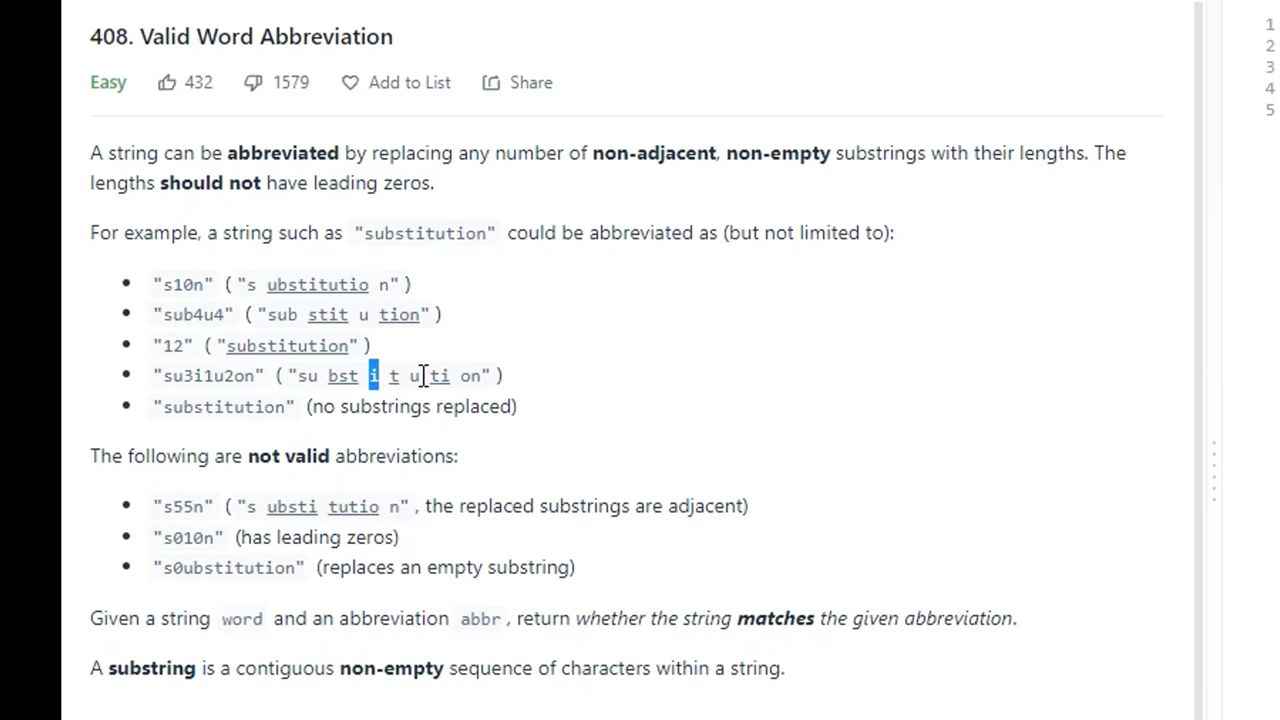 408. Valid Word Abbreviation
Easy 432 1579 Add to List Share
A string can be abbreviated by replacing any number of non-adjacent, non-empty substrings with their lengths. The
lengths should not have leading zeros.
For example, a string such as "substitution" could be abbreviated as (but not limited to):
• "s10n" ("s ubstitutio n")
• "sub4u4" ("sub stit u tion")
• "12" ("substitution")
• "su3i1u2on" ("su bst i t u ti on")
• "substitution" (no substrings replaced)
The following are not valid abbreviations:
• "s55n" ("s ubsti tutio n", the replaced substrings are adjacent)
• "s010n" (has leading zeros)
• "s0ubstitution" (replaces an empty substring)
Given a string word and an abbreviation abbr, return whether the string matches the given abbreviation.
A substring is a contiguous non-empty sequence of characters within a string.
1
2
3
4
5